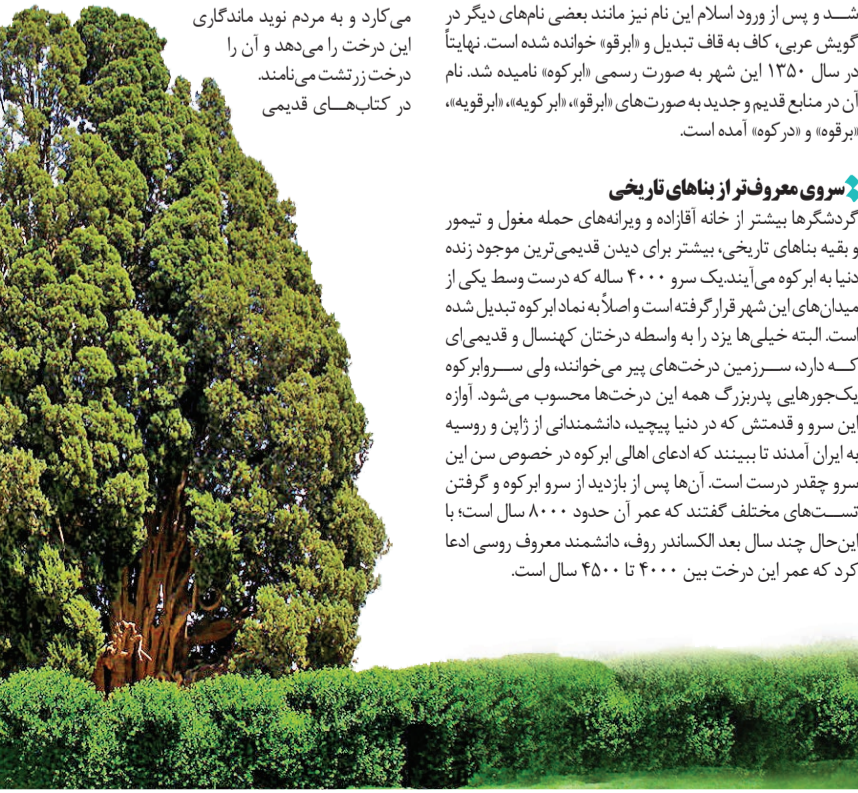 شـــد و پس از ورود اسلام این نام نیز مانند بعضی نام‌های دیگر در
گویش عربی، کاف به قاف تبدیل و «ابرقو» خوانده شده است. نهایتاً
در سال ۱۳۵۰ این شهر به صورت رسمی «ابرکوه» نامیده شد. نام
آن در منابع قدیم و جدید به صورت‌های «ابرقو»، «ابرکویه»، «ابرقویه»،
«برقوه» و «درکوه» آمده است.
سروی معروف‌تر از بناهای تاریخی
گردشگرها بیشتر از خانه آقازاده و ویرانه‌های حمله مغول و تیمور
و بقیه بناهای تاریخی، بیشتر برای دیدن قدیمی‌ترین موجود زنده
دنیا به ابرکوه می‌آیند.یک سرو ۴۰۰۰ ساله که درست وسط یکی از
میدان‌های این شهر قرار گرفته است و اصلاً به نماد ابرکوه تبدیل شده
است. البته خیلی‌ها یزد را به واسطه درختان کهنسال و قدیمی‌ای
کـــه دارد، ســـرزمین درخت‌های پیر می‌خوانند، ولی ســـروابرکوه
یک‌جورهایی پدربزرگ همه این درخت‌ها محسوب می‌شود. آوازه
این سرو و قدمتش که در دنیا پیچید، دانشمندانی از ژاپن و روسیه
به ایران آمدند تا ببینند که ادعای اهالی ابرکوه در خصوص سن این
سرو چقدر درست است. آن‌ها پس از بازدید از سرو ابرکوه و گرفتن
تســـت‌های مختلف گفتند که عمر آن حدود ۸۰۰۰ سال است؛ با
این‌حال چند سال بعد الکساندر روف، دانشمند معروف روسی ادعا
کرد که عمر این درخت بین ۴۰۰۰ تا ۴۵۰۰ سال است.
می‌کارد و به مردم نوید ماندگاری
این درخت را می‌دهد و آن را
درخت زرتشت می‌نامند.
در کتاب‌هـــای قدیمی